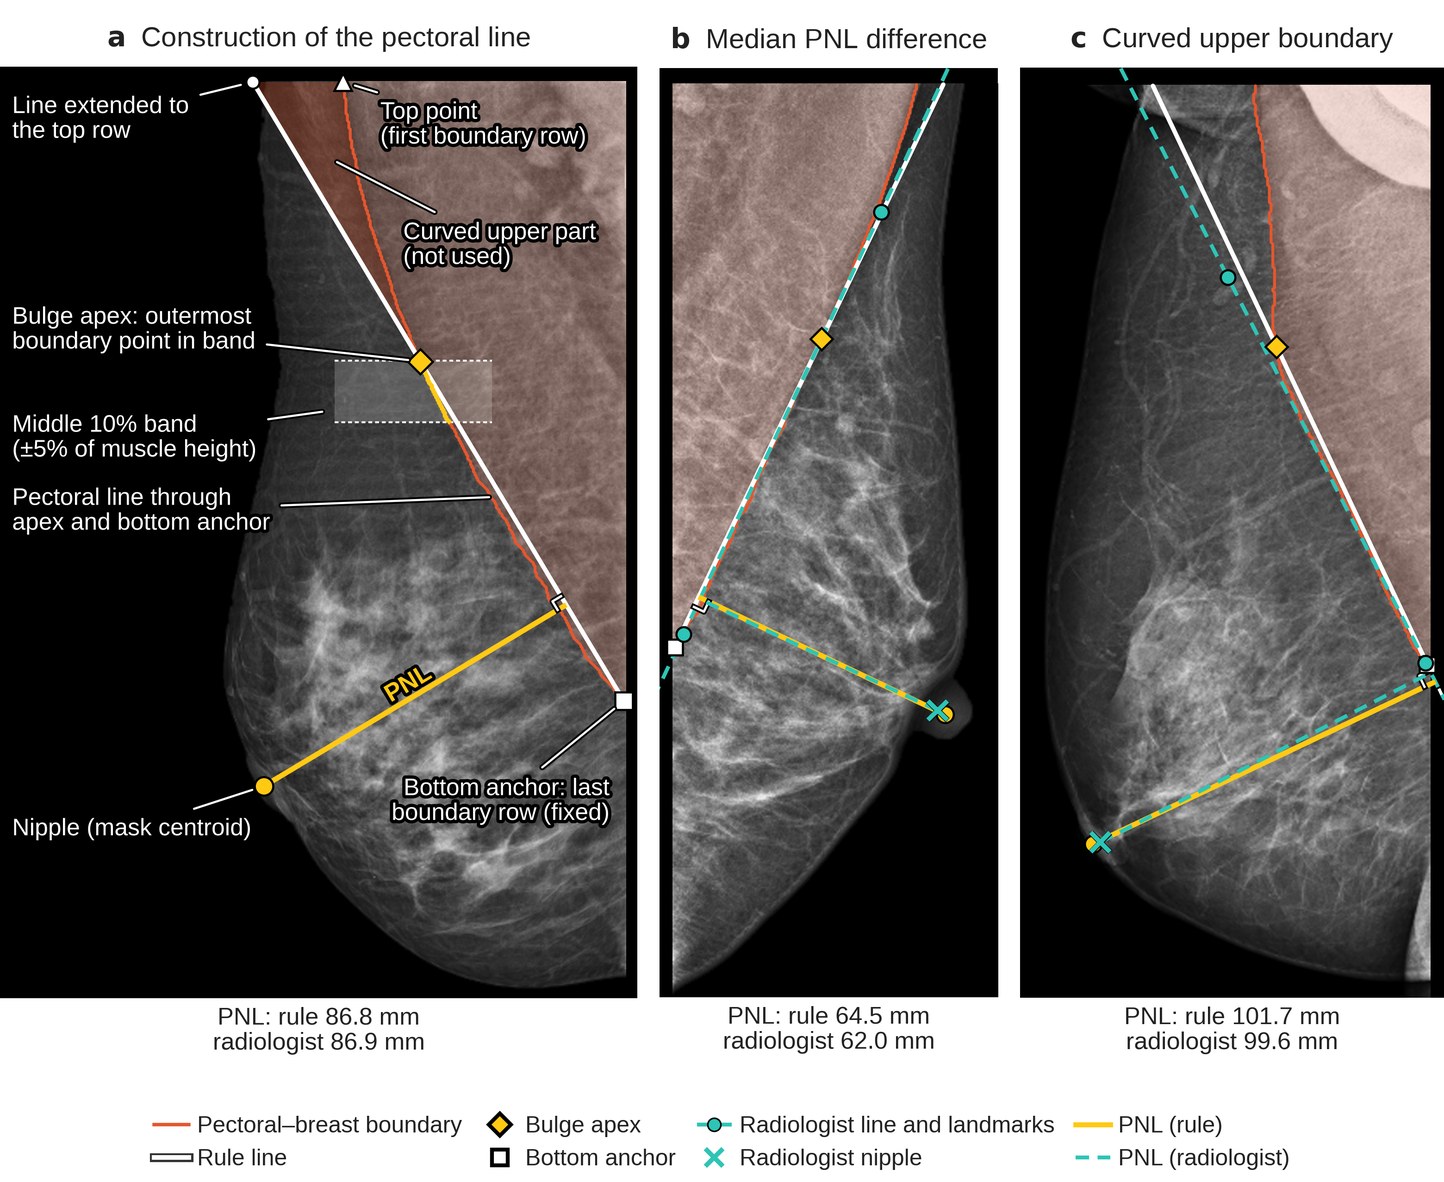 a Construction of the pectoral line
b Median PNL difference
c Curved upper boundary
Line extended to
the top row
Top point
(first boundary row)
Curved upper part
(not used)
Bulge apex: outermost
boundary point in band
Middle 10% band
(±5% of muscle height)
Pectoral line through
apex and bottom anchor
PNL
Bottom anchor: last
boundary row (fixed)
Nipple (mask centroid)
PNL: rule 86.8 mm
radiologist 86.9 mm
PNL: rule 64.5 mm
radiologist 62.0 mm
PNL: rule 101.7 mm
radiologist 99.6 mm
Pectoral–breast boundary
Bulge apex
Radiologist line and landmarks
PNL (rule)
Rule line
Bottom anchor
Radiologist nipple
PNL (radiologist)